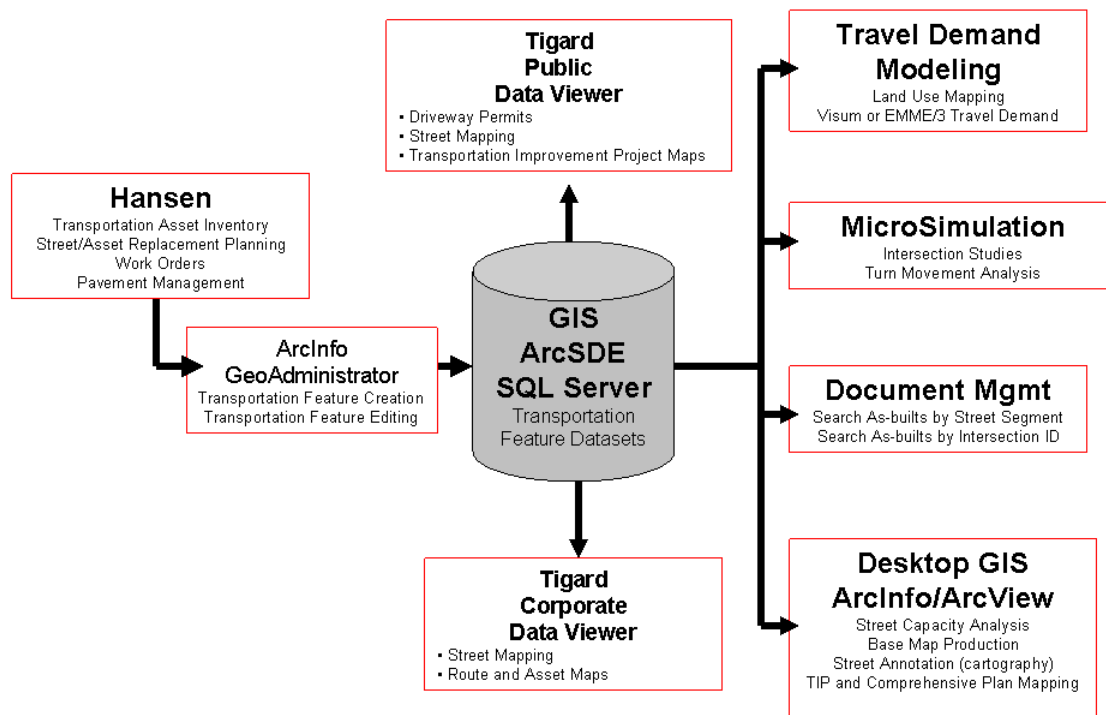 Tigard
Public
Data Viewer
▪ Driveway Permits
▪ Street Mapping
▪ Transportation Improvement Project Maps
Travel Demand
Modeling
Land Use Mapping
Visum or EMME/3 Travel Demand
Hansen
Transportation Asset Inventory
Street/Asset Replacement Planning
Work Orders
Pavement Management
MicroSimulation
Intersection Studies
Turn Movement Analysis
ArcInfo
GeoAdministrator
Transportation Feature Creation
Transportation Feature Editing
GIS
ArcSDE
SQL Server
Transportation
Feature Datasets
Document Mgmt
Search As-builts by Street Segment
Search As-builts by Intersection ID
Tigard
Corporate
Data Viewer
▪ Street Mapping
▪ Route and Asset Maps
Desktop GIS
ArcInfo/ArcView
Street Capacity Analysis
Base Map Production
Street Annotation (cartography)
TIP and Comprehensive Plan Mapping